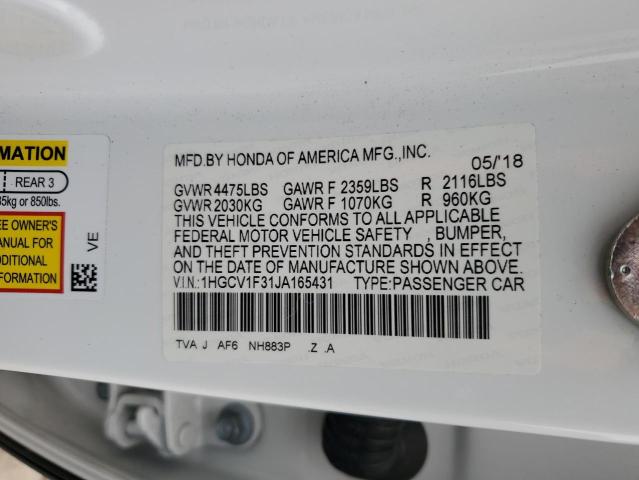 MATION
REAR 3
35kg or 850lbs.
EE OWNER'S
MANUAL FOR
DDITIONAL
FORMATION
VE
MFD.BY HONDA OF AMERICA MFG.,INC. 05/'18
GVWR 4475LBS GAWR F 2359LBS R 2116LBS
GVWR 2030KG GAWR F 1070KG R 960KG
THIS VEHICLE CONFORMS TO ALL APPLICABLE
FEDERAL MOTOR VEHICLE SAFETY , BUMPER,
AND THEFT PREVENTION STANDARDS IN EFFECT
ON THE DATE OF MANUFACTURE SHOWN ABOVE.
V.I.N.:1HGCV1F31JA165431 TYPE:PASSENGER CAR
TVA J AF6 NH883P .Z .A